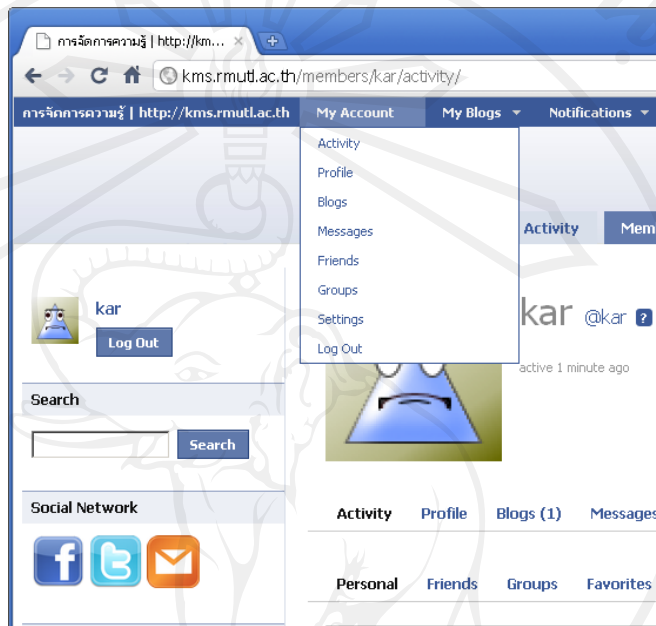 การจัดการความรู้ | http://km... ×
kms.rmutl.ac.th/members/kar/activity/
การจัดการความรู้ | http://kms.rmutl.ac.th My Account My Blogs Notifications
Activity
Profile
Blogs
Messages
Friends
Groups
Settings
Log Out
Activity Mem
kar
Log Out
kar @kar ?
active 1 minute ago
Search
Search
Social Network
Activity Profile Blogs (1) Messages
Personal Friends Groups Favorites